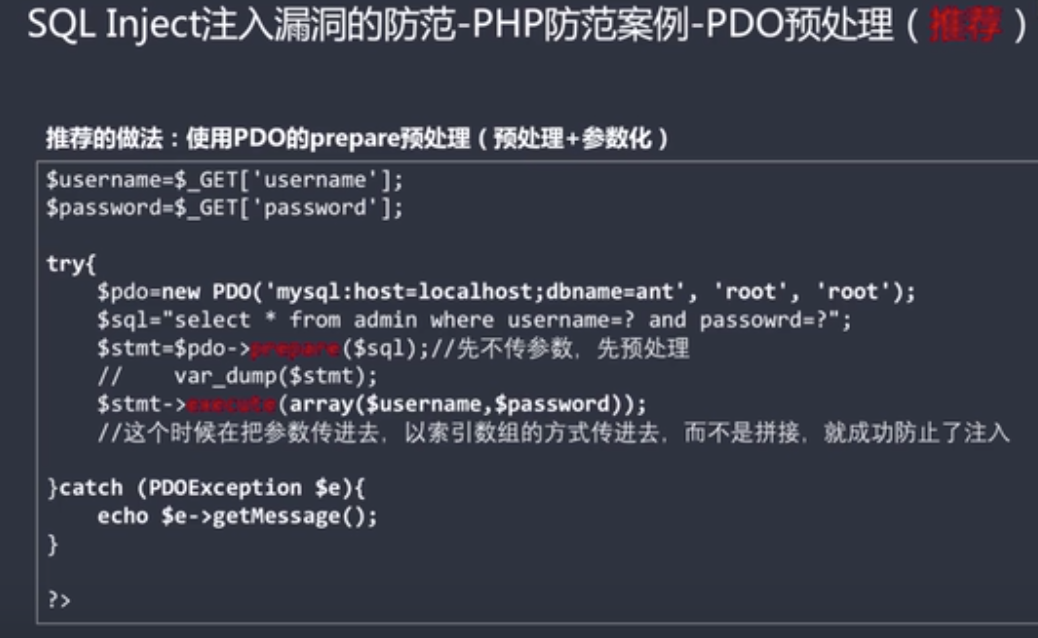 SQL Inject注入漏洞的防范-PHP防范案例-PDO预处理（推荐）
推荐的做法：使用PDO的prepare预处理（预处理+参数化）
$username=$_GET['username'];
$password=$_GET['password'];
try{
$pdo=new PDO('mysql:host=localhost;dbname=ant', 'root', 'root');
$sql="select * from admin where username=? and passowrd=?";
$stmt=$pdo->prepare($sql);//先不传参数，先预处理
// var_dump($stmt);
$stmt->execute(array($username,$password));
//这个时候在把参数传进去，以索引数组的方式传进去，而不是拼接，就成功防止了注入
}catch (PDOException $e){
echo $e->getMessage();
}
?>